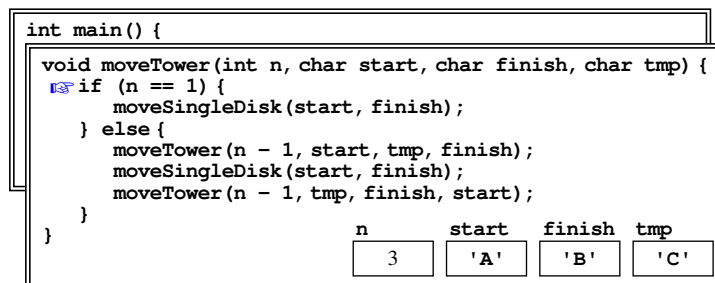 int main() {
void moveTower(int n, char start, char finish, char tmp) {
☞ if (n == 1) {
moveSingleDisk(start, finish);
} else {
moveTower(n − 1, start, tmp, finish);
moveSingleDisk(start, finish);
moveTower(n − 1, tmp, finish, start);
}
}
n start finish tmp
3 'A' 'B' 'C'